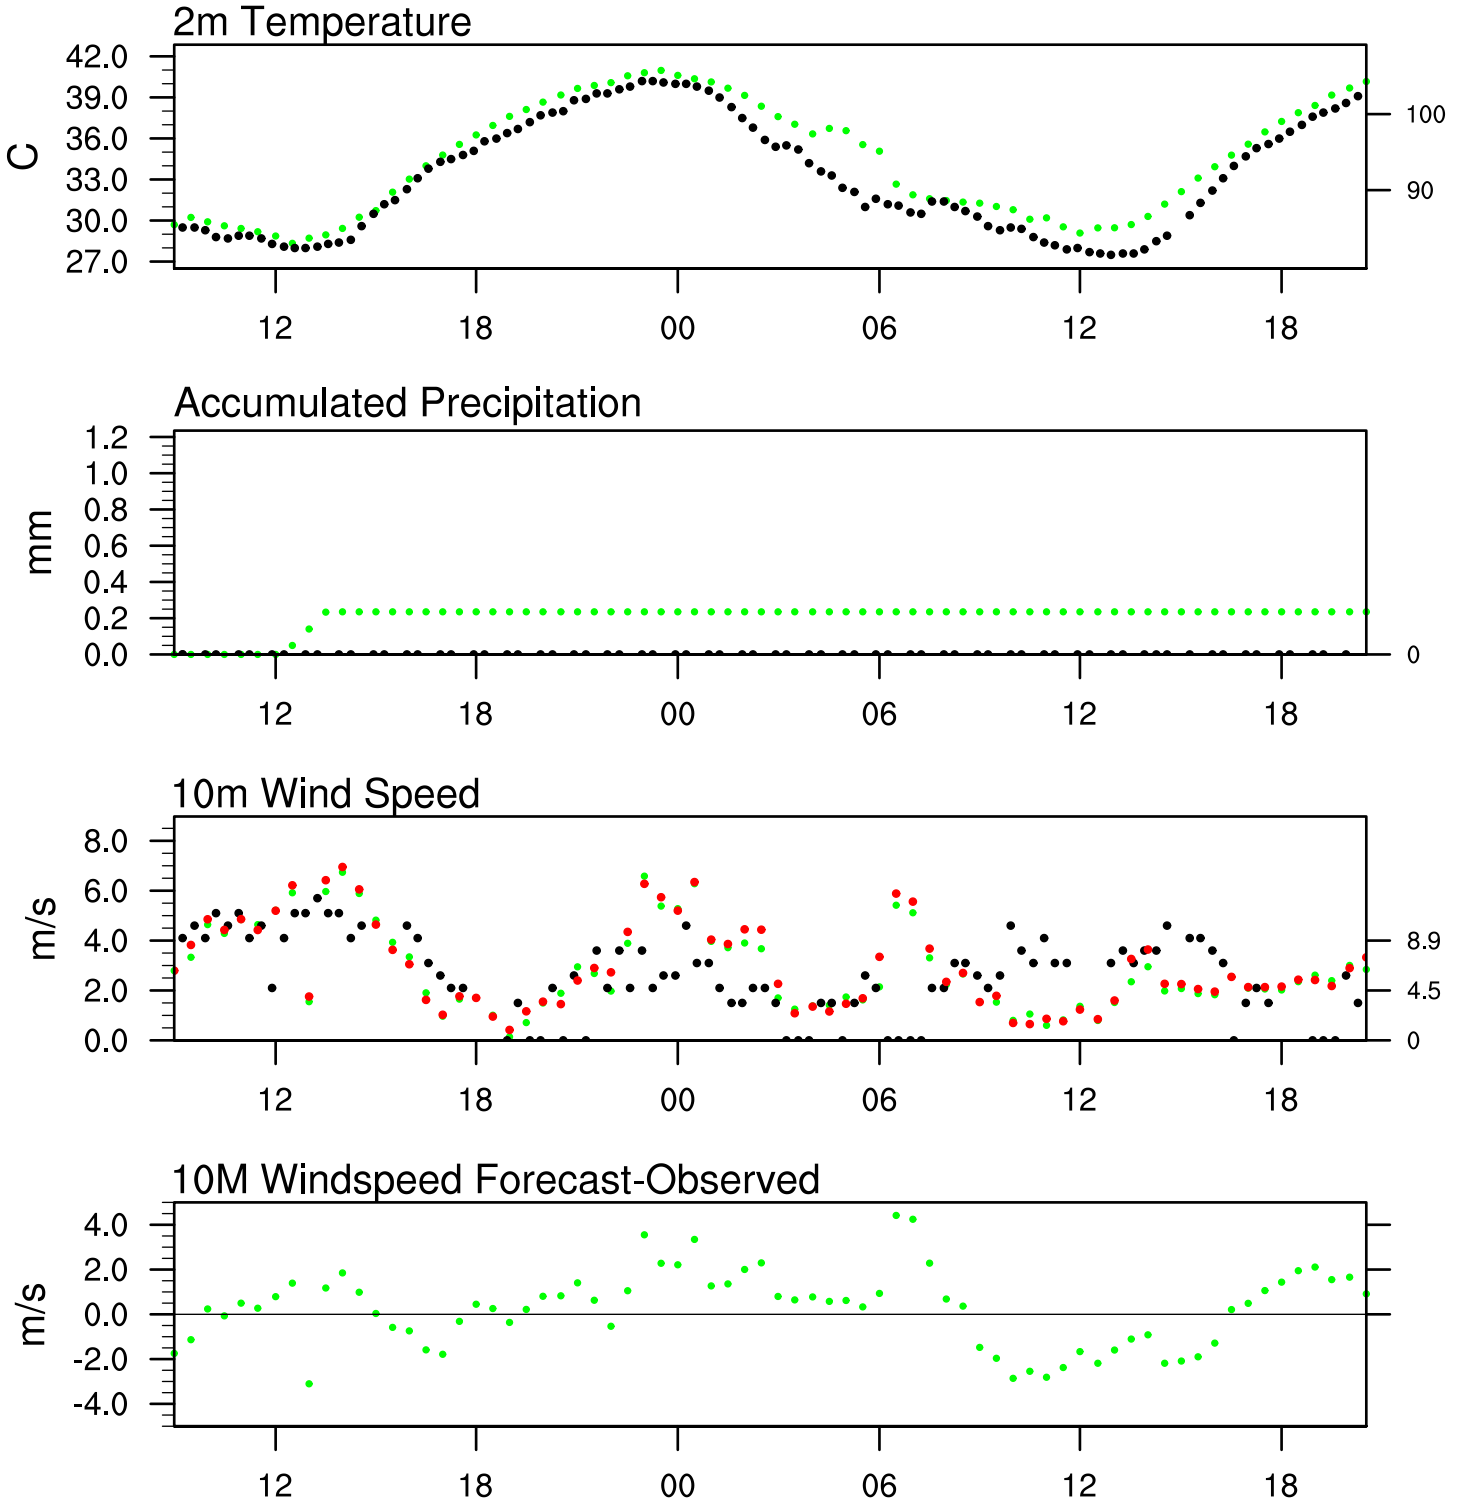 2m Temperature
42.0
39.0
36.0
33.0
30.0
27.0
C
100
90
12 18 00 06 12 18
Accumulated Precipitation
1.2
1.0
0.8
0.6
0.4
0.2
0.0
mm
0
12 18 00 06 12 18
10m Wind Speed
8.0
6.0
4.0
2.0
0.0
m/s
8.9
4.5
0
12 18 00 06 12 18
10M Windspeed Forecast-Observed
4.0
2.0
0.0
-2.0
-4.0
m/s
12 18 00 06 12 18